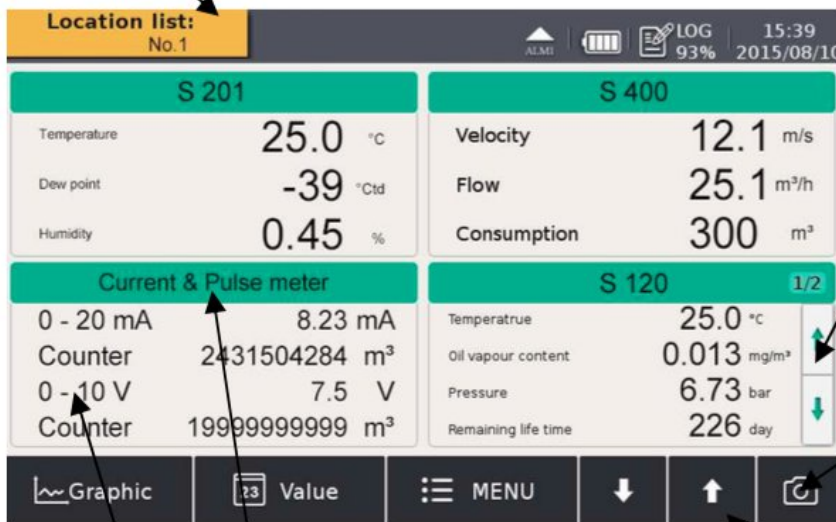 Location list:
No.1
ALM1
LOG
93%
15:39
2015/08/10
S 201
Temperature 25.0 °C
Dew point -39 °Ctd
Humidity 0.45 %
S 400
Velocity 12.1 m/s
Flow 25.1 m³/h
Consumption 300 m³
Current & Pulse meter
0 - 20 mA 8.23 mA
Counter 2431504284 m³
0 - 10 V 7.5 V
Counter 19999999999 m³
S 120 1/2
Temperatrue 25.0 °C
Oil vapour content 0.013 mg/m³
Pressure 6.73 bar
Remaining life time 226 day
Graphic
23 Value
MENU